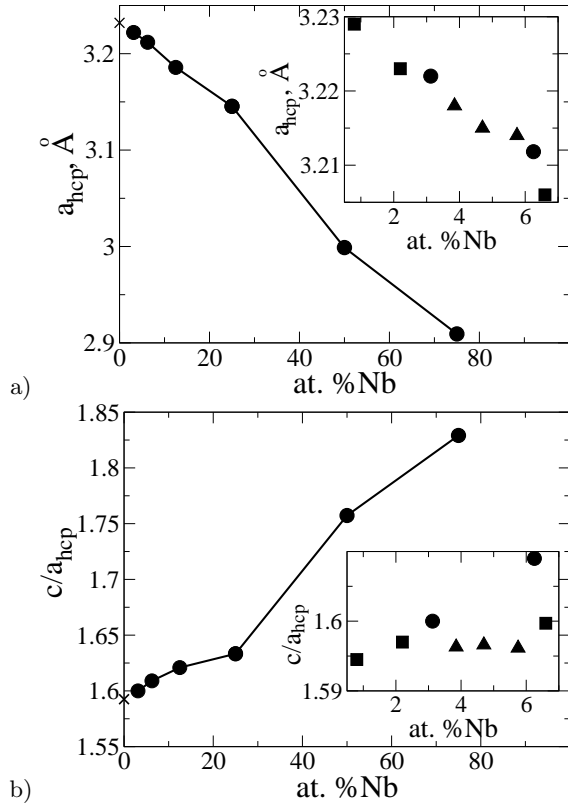 3.2
3.1
3
2.9
a_hcp, Å
0 20 40 60 80
at. %Nb
3.23
3.22
3.21
a_hcp, Å
2 4 6
at. %Nb
a)
1.85
1.8
1.75
1.7
1.65
1.6
1.55
c/a_hcp
0 20 40 60 80
at. %Nb
1.6
1.59
c/a_hcp
2 4 6
at. %Nb
b)